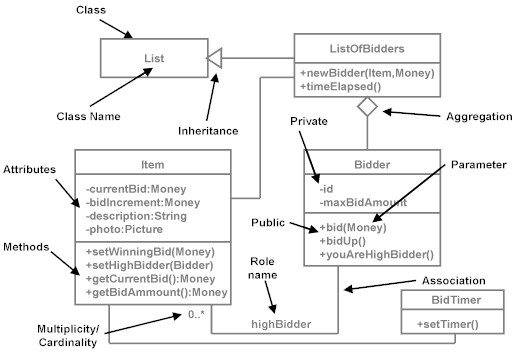 Class
List
ListOfBidders
+newBidder(Item,Money)
+timeElapsed()
Class Name
Inheritance
Aggregation
Private
Attributes
Item
Bidder
Parameter
-currentBid:Money
-bidIncrement:Money
-description:String
-photo:Picture
-id
-maxBidAmount
Public
+bid(Money)
+bidUp()
+youAreHighBidder()
Methods
+setWinningBid(Money)
+setHighBidder(Bidder)
+getCurrentBid():Money
+getBidAmmount():Money
Role
name
Association
BidTimer
+setTimer()
Multiplicity/
Cardinality
0..*
highBidder